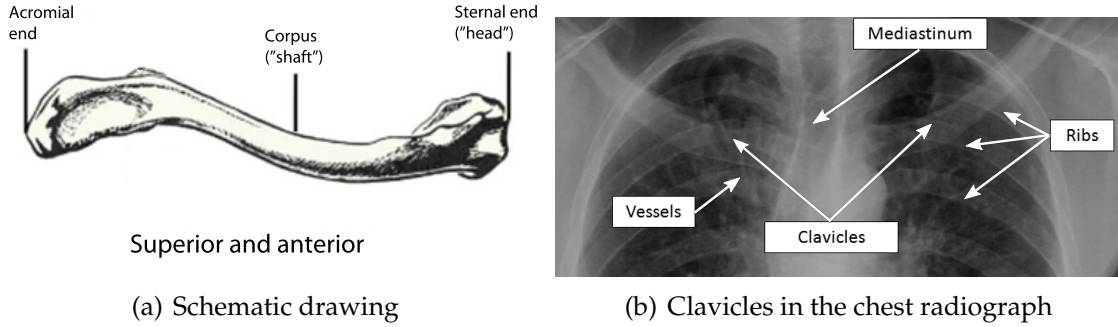 Acromial
end
Corpus
("shaft")
Sternal end
("head")
Superior and anterior
(a) Schematic drawing
Mediastinum
Ribs
Vessels
Clavicles
(b) Clavicles in the chest radiograph